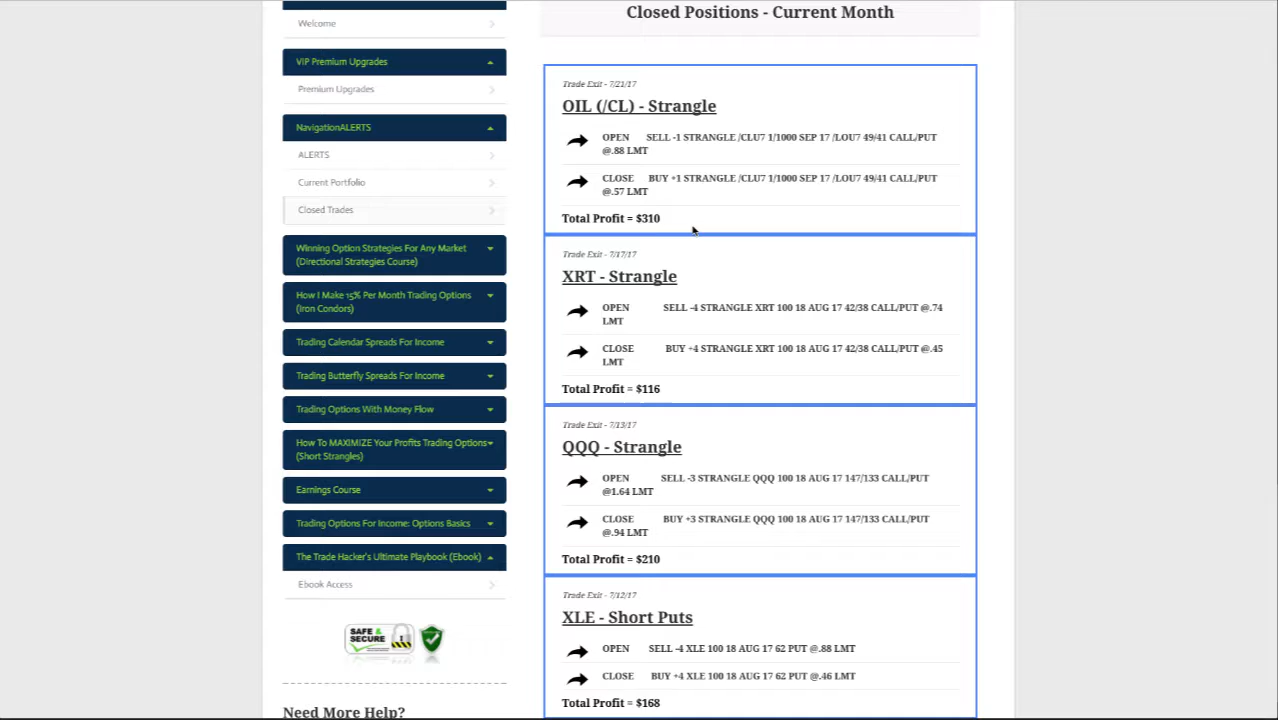 Welcome
VIP Premium Upgrades
Premium Upgrades
NavigationALERTS
ALERTS
Current Portfolio
Closed Trades
Winning Option Strategies For Any Market
(Directional Strategies Course)
How I Make 15% Per Month Trading Options
(Iron Condors)
Trading Calendar Spreads For Income
Trading Butterfly Spreads For Income
Trading Options With Money Flow
How To MAXIMIZE Your Profits Trading Options
(Short Strangles)
Earnings Course
Trading Options For Income: Options Basics
The Trade Hacker's Ultimate Playbook (Ebook)
Ebook Access
SAFE &
SECURE
Need More Help?
Closed Positions - Current Month
Trade Exit - 7/21/17
OIL (/CL) - Strangle
OPEN SELL -1 STRANGLE /CLU7 1/1000 SEP 17 /LOU7 49/41 CALL/PUT
@.88 LMT
CLOSE BUY +1 STRANGLE /CLU7 1/1000 SEP 17 /LOU7 49/41 CALL/PUT
@.57 LMT
Total Profit = $310
Trade Exit - 7/17/17
XRT - Strangle
OPEN SELL -4 STRANGLE XRT 100 18 AUG 17 42/38 CALL/PUT @.74
LMT
CLOSE BUY +4 STRANGLE XRT 100 18 AUG 17 42/38 CALL/PUT @.45
LMT
Total Profit = $116
Trade Exit - 7/13/17
QQQ - Strangle
OPEN SELL -3 STRANGLE QQQ 100 18 AUG 17 147/133 CALL/PUT
@1.64 LMT
CLOSE BUY +3 STRANGLE QQQ 100 18 AUG 17 147/133 CALL/PUT
@.94 LMT
Total Profit = $210
Trade Exit - 7/12/17
XLE - Short Puts
OPEN SELL -4 XLE 100 18 AUG 17 62 PUT @.88 LMT
CLOSE BUY +4 XLE 100 18 AUG 17 62 PUT @.46 LMT
Total Profit = $168